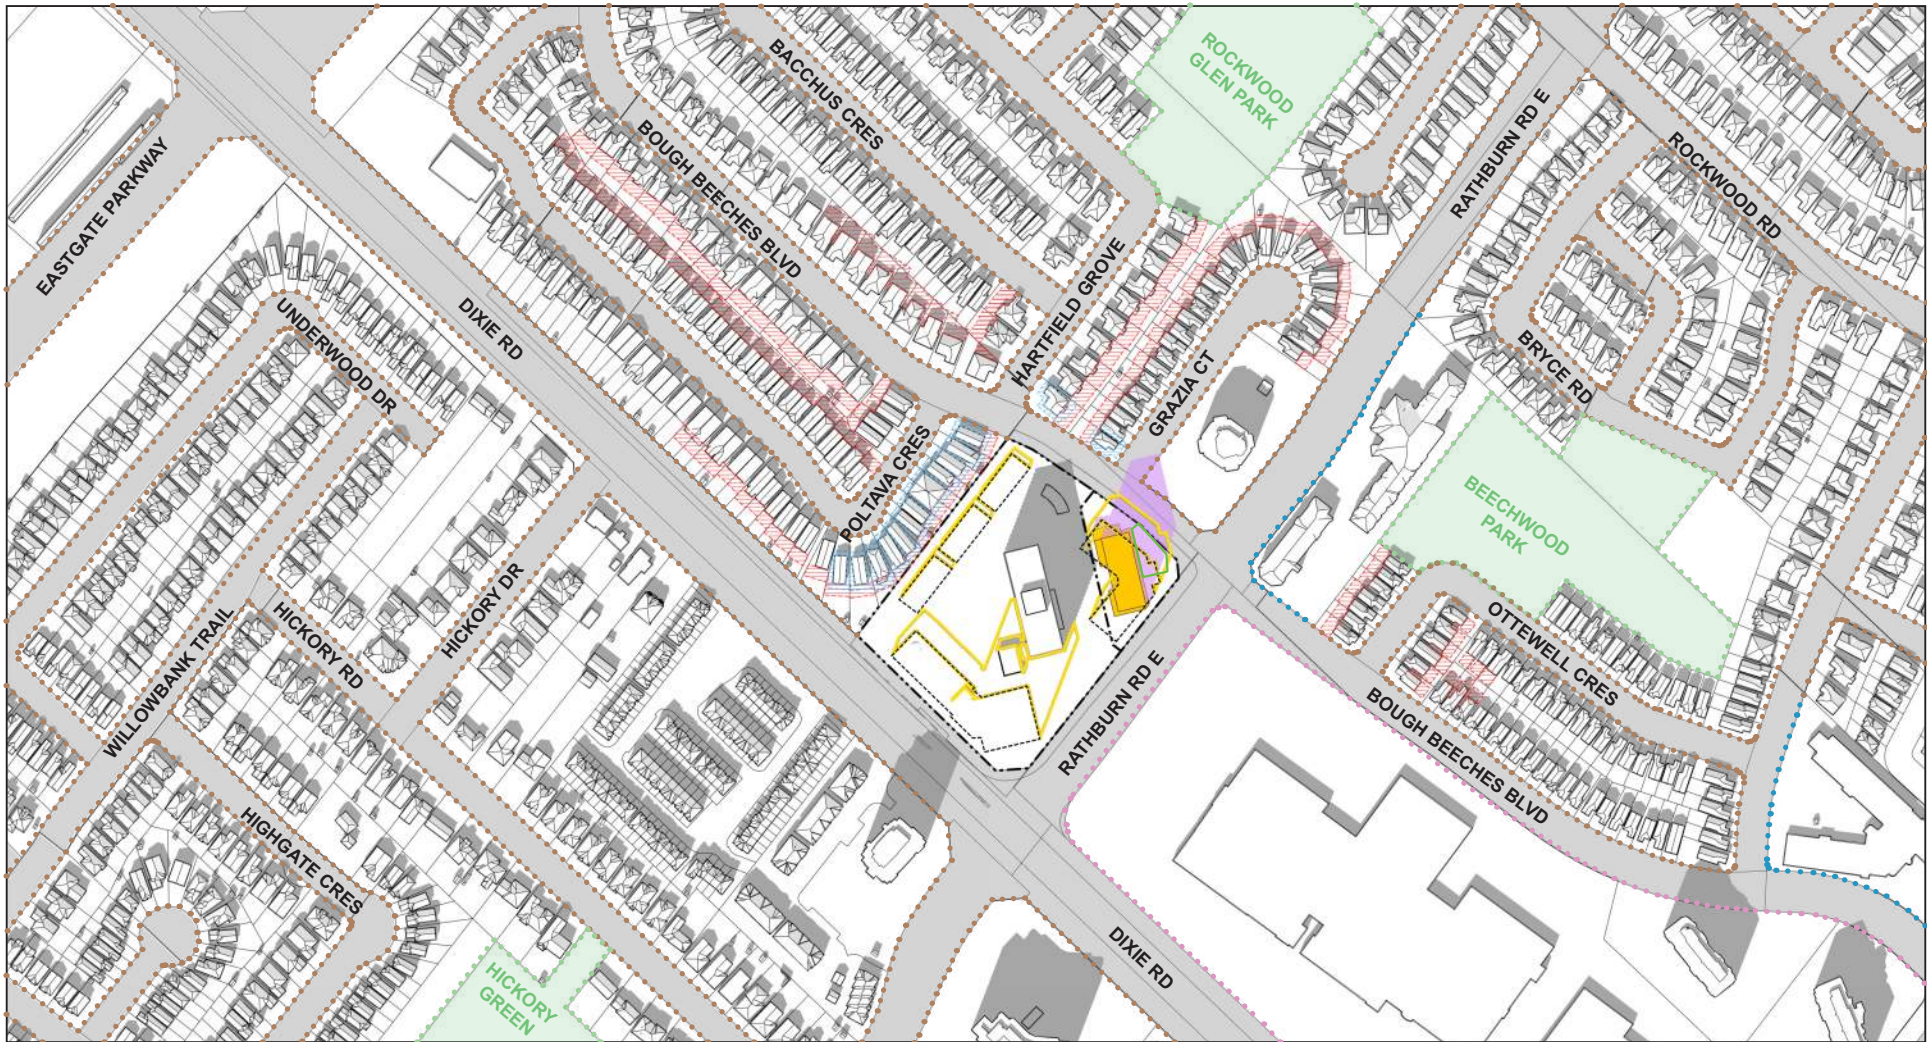 BACCHUS CRES
ROCKWOOD
GLEN PARK
RATHBURN RD E
ROCKWOOD RD
BOUGH BEECHES BLVD
EASTGATE PARKWAY
HARTFIELD GROVE
UNDERWOOD DR
DIXIE RD
GRAZIA CT
BRYCE RD
POLTAVA CRES
BEECHWOOD
PARK
HICKORY DR
OTTEWELL CRES
WILLOWBANK TRAIL
HICKORY RD
RATHBURN RD E
BOUGH BEECHES BLVD
HIGHGATE CRES
DIXIE RD
HICKORY
GREEN